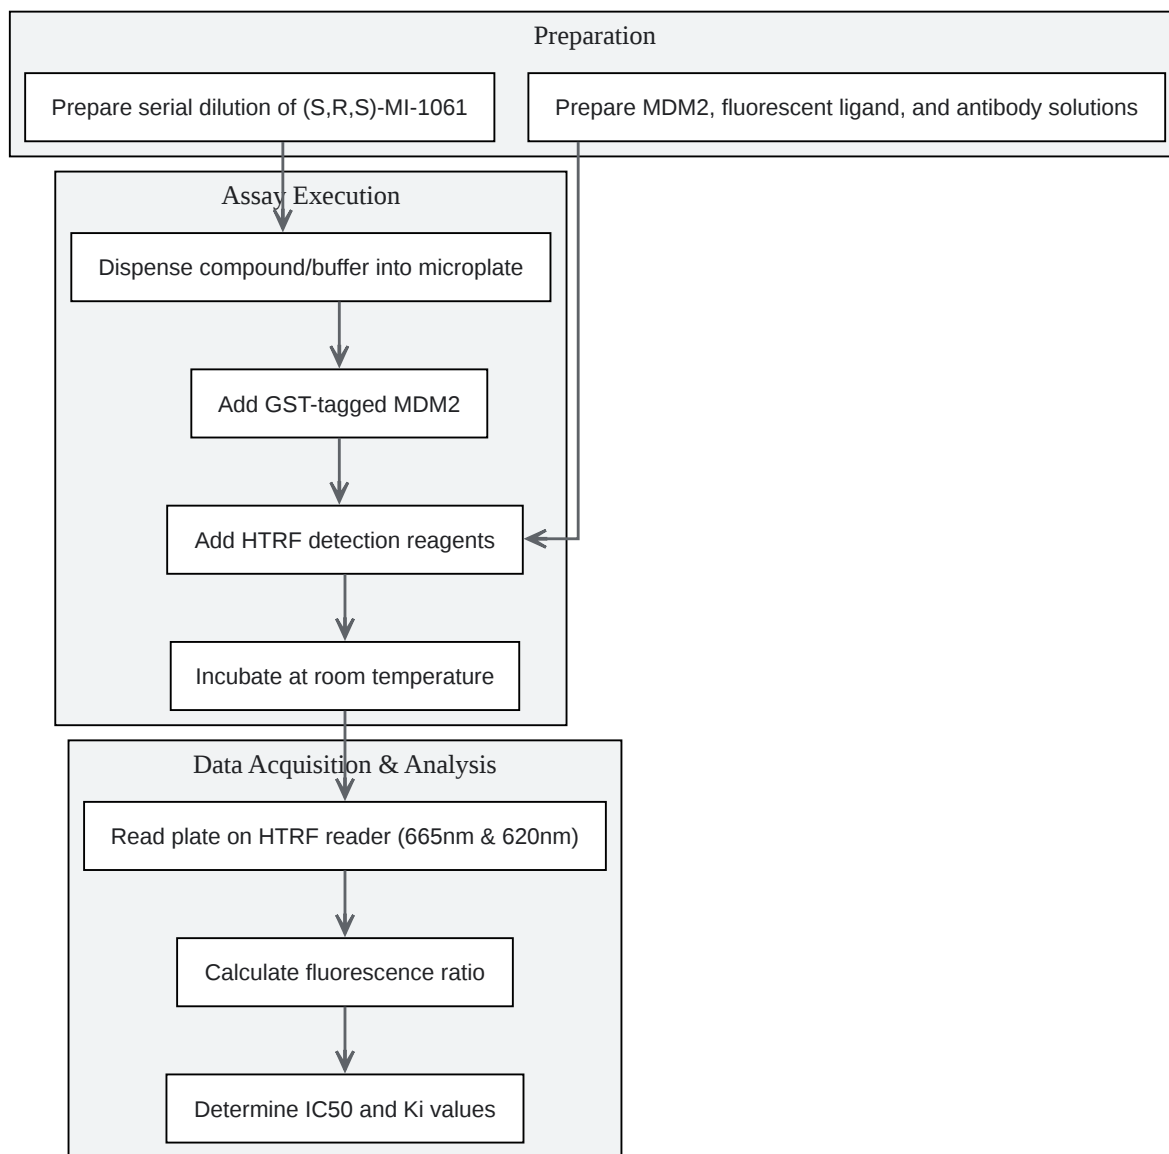 Preparation
Prepare serial dilution of (S,R,S)-MI-1061
Prepare MDM2, fluorescent ligand, and antibody solutions
Assay Execution
Dispense compound/buffer into microplate
Add GST-tagged MDM2
Add HTRF detection reagents
Incubate at room temperature
Data Acquisition & Analysis
Read plate on HTRF reader (665nm & 620nm)
Calculate fluorescence ratio
Determine IC50 and Ki values